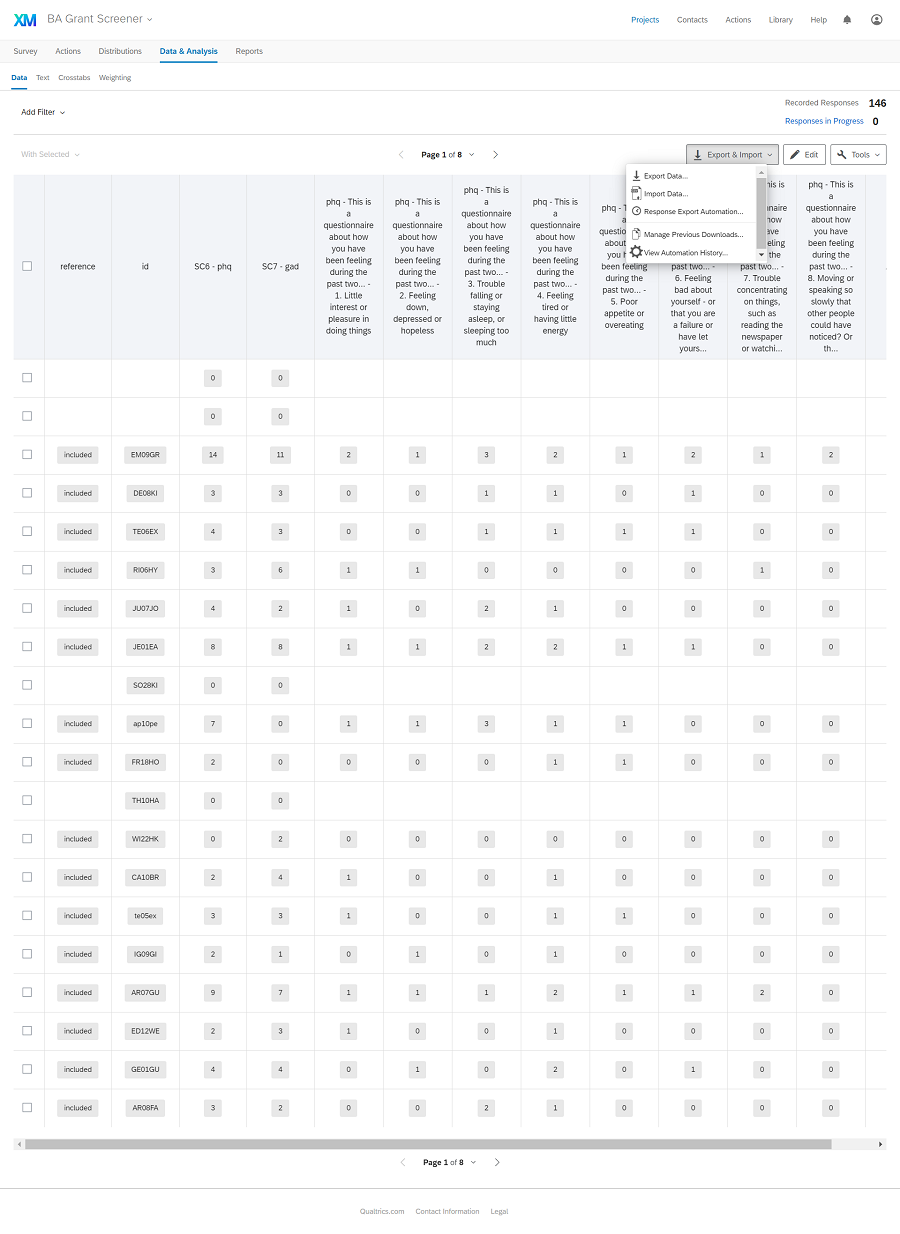 XM BA Grant Screener
Projects Contacts Actions Library Help
Survey Actions Distributions Data & Analysis Reports
Data Text Crosstabs Weighting
Add Filter
Recorded Responses 146
Responses in Progress 0
With Selected
Page 1 of 8
Export & Import
Edit
Tools
Export Data...
Import Data...
Response Export Automation...
Manage Previous Downloads...
View Automation History...
reference
id
SC6 - phq
SC7 - gad
phq - This is
a
questionnaire
about how
you have
been feeling
during the
past two... -
1. Little
interest or
pleasure in
doing things
phq - This is
a
questionnaire
about how
you have
been feeling
during the
past two... -
2. Feeling
down,
depressed or
hopeless
phq - This is
a
questionnaire
about how
you have
been feeling
during the
past two... -
3. Trouble
falling or
staying
asleep, or
sleeping too
much
phq - This is
a
questionnaire
about how
you have
been feeling
during the
past two... -
4. Feeling
tired or
having little
energy
been feeling
during the
past two... -
5. Poor
appetite or
overeating
past two... -
6. Feeling
bad about
yourself - or
that you are
a failure or
have let
yours...
past two... -
7. Trouble
concentrating
on things,
such as
reading the
newspaper
or watchi...
phq - This is
a
questionnaire
about how
you have
been feeling
during the
past two... -
8. Moving or
speaking so
slowly that
other people
could have
noticed? Or
th...
0 0
0 0
included EM09GR 14 11 2 1 3 2 1 2 1 2
included DE08KI 3 3 0 0 1 1 0 1 0 0
included TE06EX 4 3 0 0 1 1 1 1 0 0
included RI06HY 3 6 1 1 0 0 0 0 1 0
included JU07JO 4 2 1 0 2 1 0 0 0 0
included JE01EA 8 8 1 1 2 2 1 1 0 0
SO28KI 0 0
included ap10pe 7 0 1 1 3 1 1 0 0 0
included FR18HO 2 0 0 0 0 1 1 0 0 0
TH10HA 0 0
included WI22HK 0 2 0 0 0 0 0 0 0 0
included CA10BR 2 4 1 0 0 1 0 0 0 0
included te05ex 3 3 1 0 0 1 1 0 0 0
included IG09GI 2 1 0 1 0 1 0 0 0 0
included AR07GU 9 7 1 1 1 2 1 1 2 0
included ED12WE 2 3 1 0 0 1 0 0 0 0
included GE01GU 4 4 0 1 0 2 0 1 0 0
included AR08FA 3 2 0 0 2 1 0 0 0 0
Page 1 of 8
Qualtrics.com Contact Information Legal